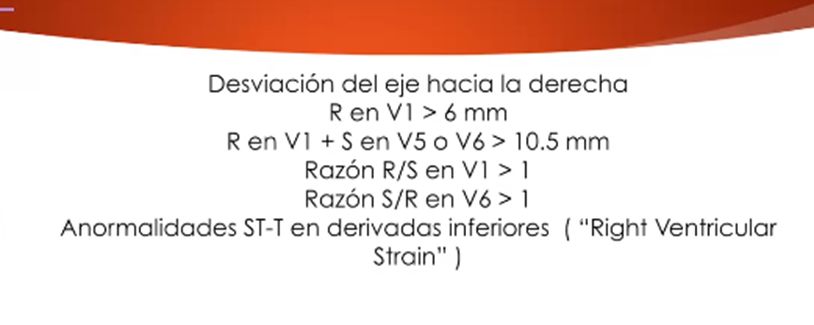 Desviación del eje hacia la derecha
R en V1 > 6 mm
R en V1 + S en V5 o V6 > 10.5 mm
Razón R/S en V1 > 1
Razón S/R en V6 > 1
Anormalidades ST-T en derivadas inferiores ( “Right Ventricular
Strain” )